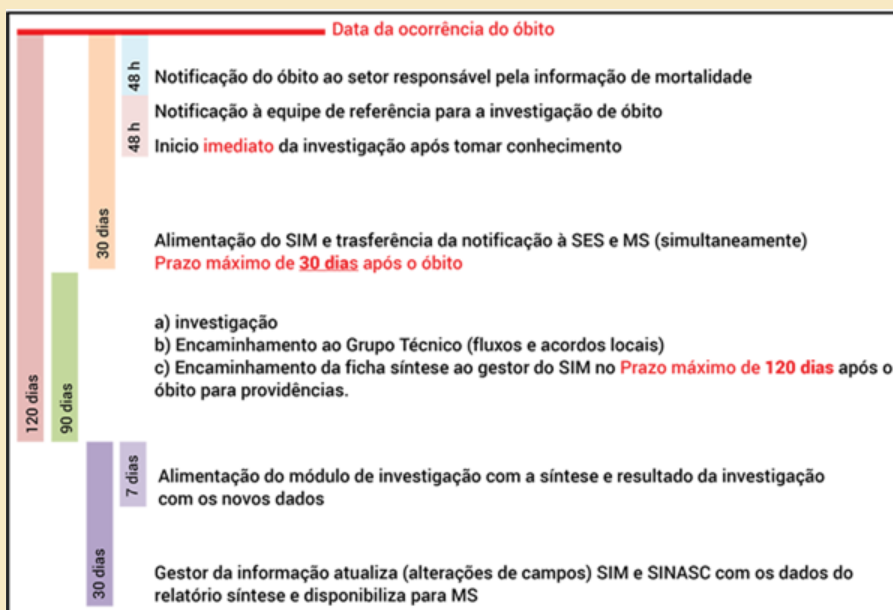 Data da ocorrência do óbito
48 h
Notificação do óbito ao setor responsável pela informação de mortalidade
48 h
Notificação à equipe de referência para a investigação de óbito
Inicio imediato da investigação após tomar conhecimento
30 dias
Alimentação do SIM e trasferência da notificação à SES e MS (simultaneamente)
Prazo máximo de 30 dias após o óbito
120 dias
90 dias
a) investigação
b) Encaminhamento ao Grupo Técnico (fluxos e acordos locais)
c) Encaminhamento da ficha síntese ao gestor do SIM no Prazo máximo de 120 dias após o
óbito para providências.
7 dias
Alimentação do módulo de investigação com a síntese e resultado da investigação
com os novos dados
30 dias
Gestor da informação atualiza (alterações de campos) SIM e SINASC com os dados do
relatório síntese e disponibiliza para MS